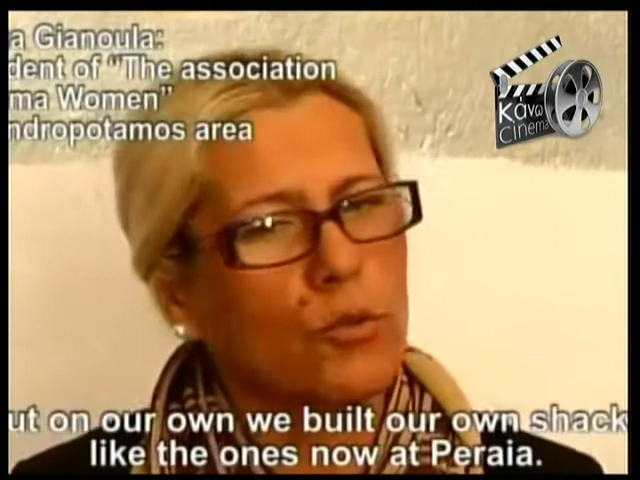 a Gianoula:
dent of "The association
ma Women"
ndropotamos area
κάνω
Cinema
ut on our own we built our own shack
like the ones now at Peraia.